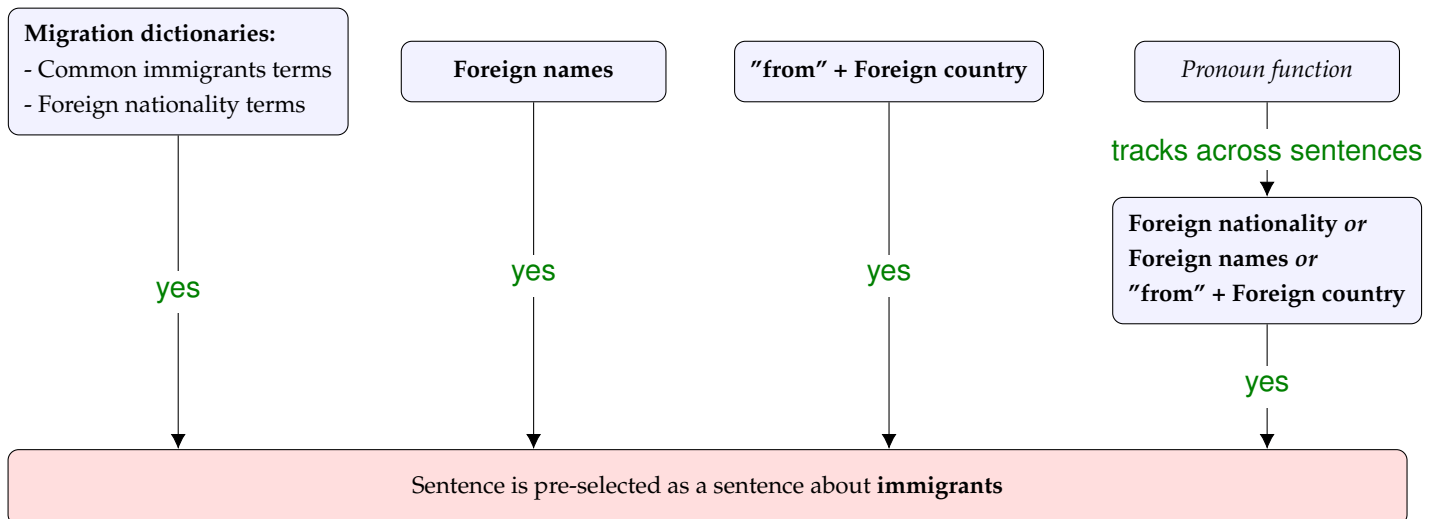 Migration dictionaries:
- Common immigrants terms
- Foreign nationality terms
Foreign names
”from” + Foreign country
Pronoun function
tracks across sentences
Foreign nationality or
Foreign names or
”from” + Foreign country
yes
yes
yes
yes
Sentence is pre-selected as a sentence about immigrants